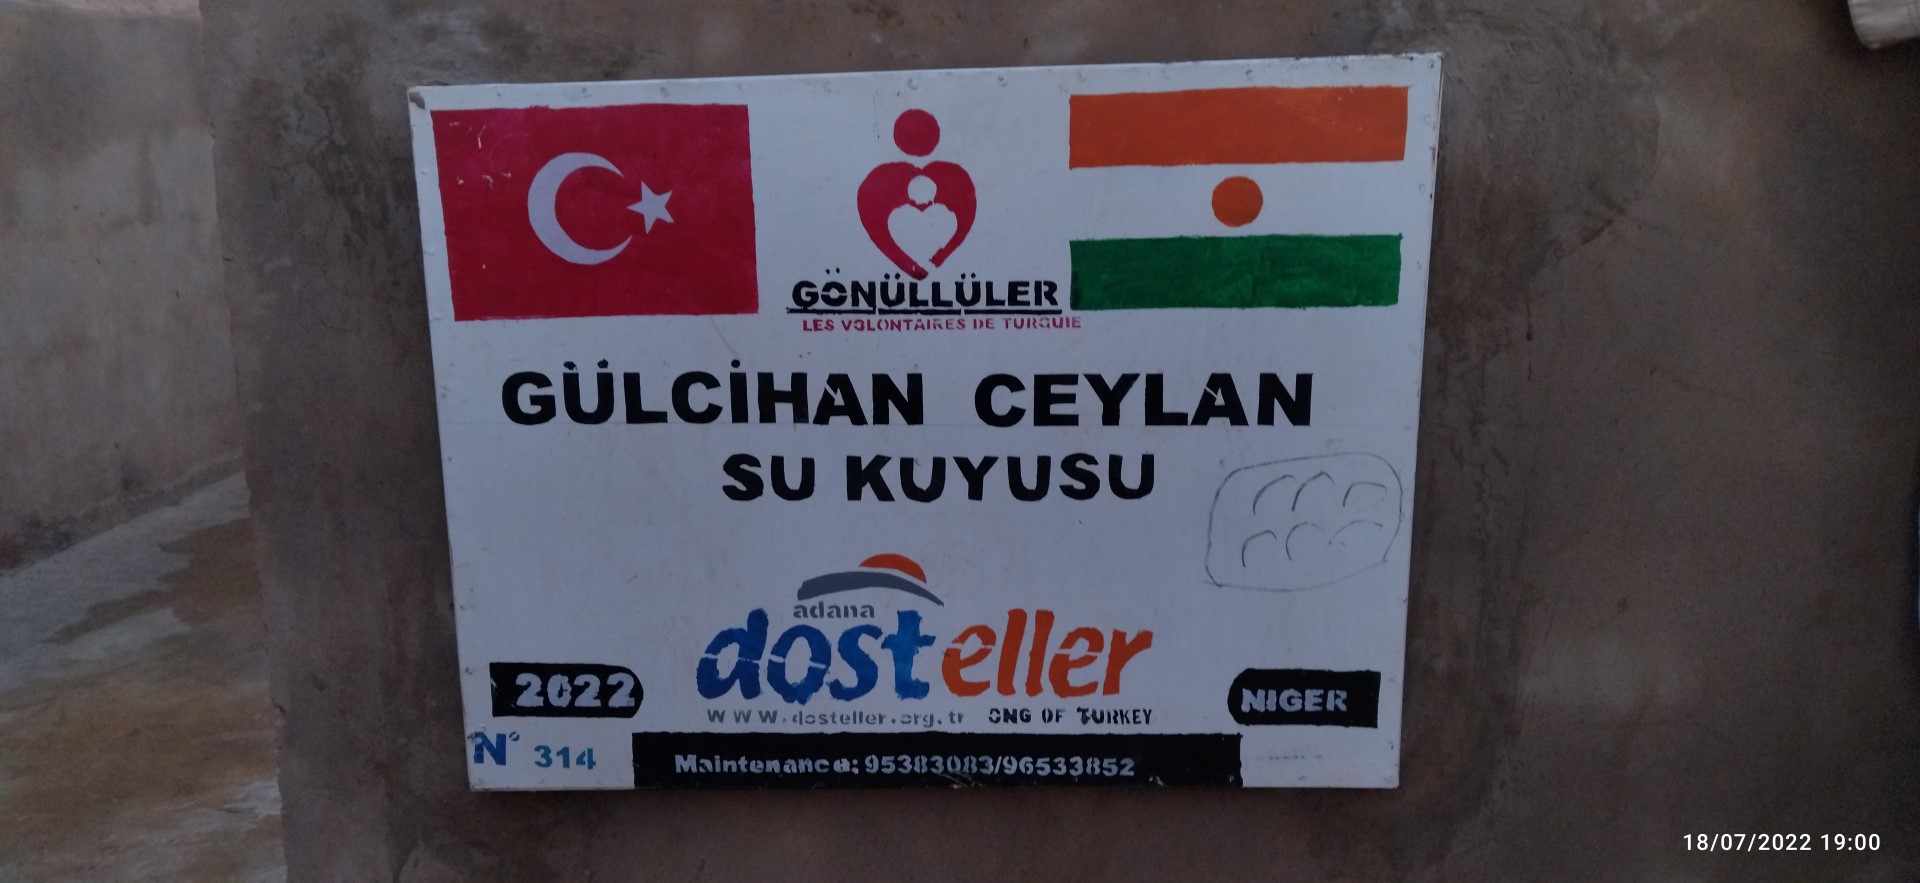 GÖNÜLLÜLER
LES VOLONTAIRES DE TURQUIE
GÜLCİHAN CEYLAN
SU KUYUSU
adana
dosteller
www.dosteller.org.tr ONG OF TURKEY
2022
NIGER
N° 314
Maintenance: 95383083/96533852
18/07/2022 19:00